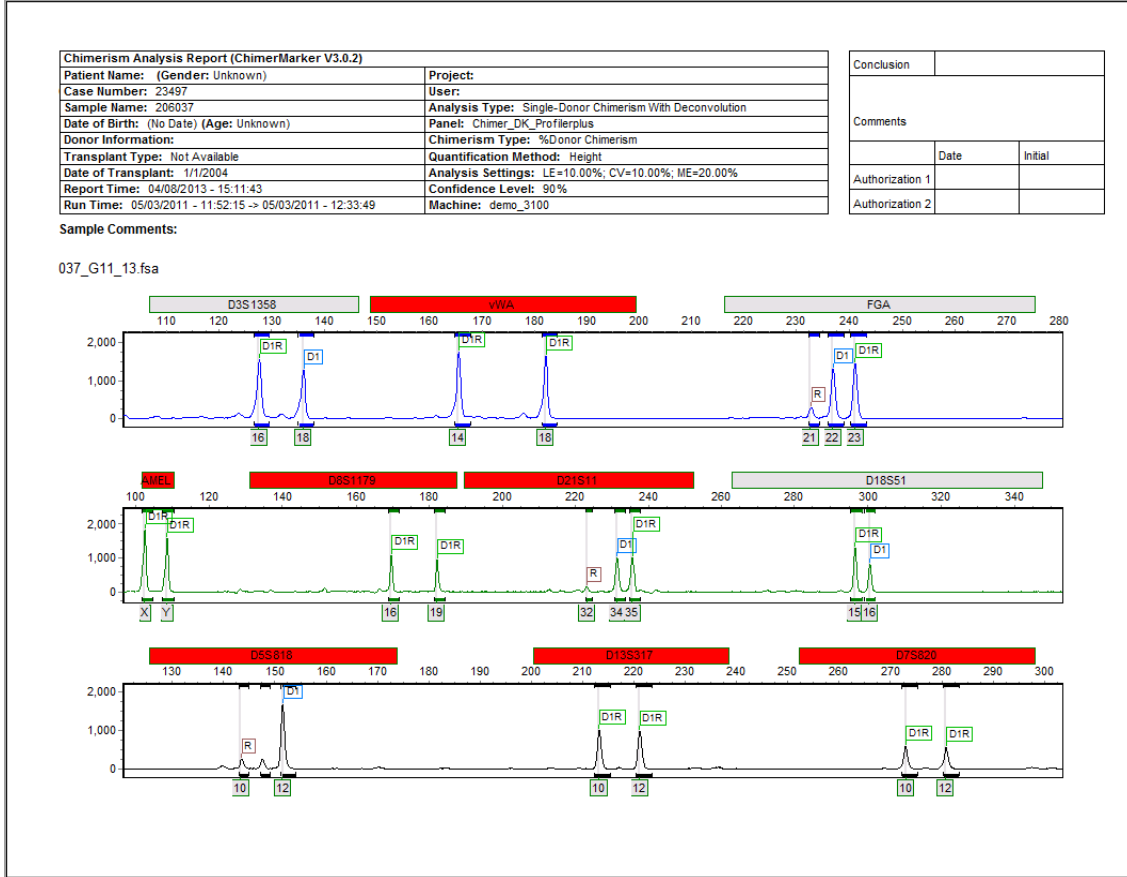 Chimerism Analysis Report (ChimerMarker V3.0.2)
Patient Name: (Gender: Unknown) Project:
Case Number: 23497 User:
Sample Name: 206037 Analysis Type: Single-Donor Chimerism With Deconvolution
Date of Birth: (No Date) (Age: Unknown) Panel: Chimer_DK_Profilerplus
Donor Information: Chimerism Type: %Donor Chimerism
Transplant Type: Not Available Quantification Method: Height
Date of Transplant: 1/1/2004 Analysis Settings: LE=10.00%; CV=10.00%; ME=20.00%
Report Time: 04/08/2013 - 15:11:43 Confidence Level: 90%
Run Time: 05/03/2011 - 11:52:15 -> 05/03/2011 - 12:33:49 Machine: demo_3100
Conclusion
Comments
Date Initial
Authorization 1
Authorization 2
Sample Comments:
037_G11_13.fsa
D3S1358 vWA FGA
110 120 130 140 150 160 170 180 190 200 210 220 230 240 250 260 270 280
2,000
1,000
0
D1R D1 D1R D1R R D1 D1R
16 18 14 18 21 22 23
AMEL D8S1179 D21S11 D18S51
100 120 140 160 180 200 220 240 260 280 300 320 340
2,000
1,000
0
D1R D1R D1R D1R R D1 D1R D1R D1
X Y 16 19 32 34 35 15 16
D5S818 D13S317 D7S820
130 140 150 160 170 180 190 200 210 220 230 240 250 260 270 280 290 300
2,000
1,000
0
R D1 D1R D1R D1R D1R
10 12 10 12 10 12